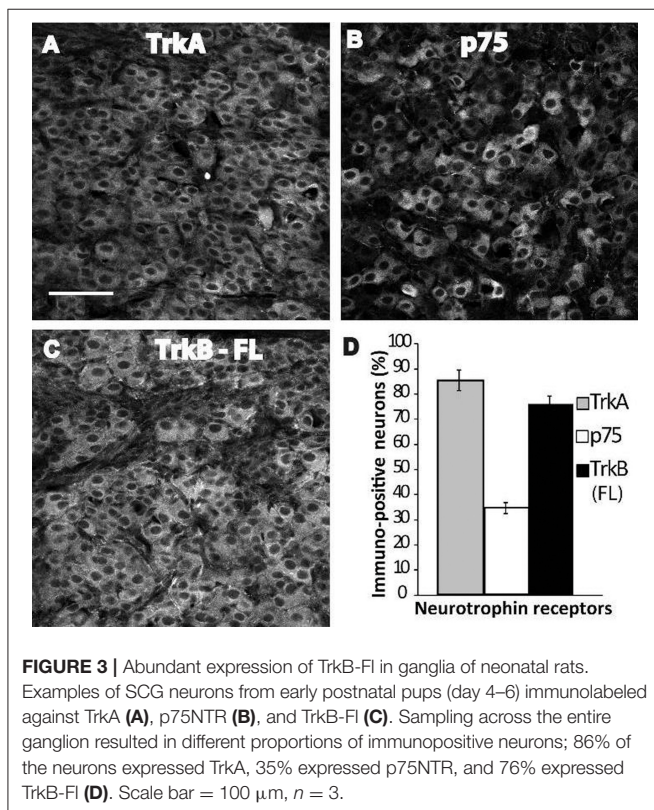 A TrkA
B p75
C TrkB - FL
D
100
90
80
70
60
50
40
30
20
10
0
Immuno-positive neurons (%)
TrkA
p75
TrkB
(FL)
Neurotrophin receptors
FIGURE 3 | Abundant expression of TrkB-Fl in ganglia of neonatal rats.
Examples of SCG neurons from early postnatal pups (day 4–6) immunolabeled
against TrkA (A), p75NTR (B), and TrkB-Fl (C). Sampling across the entire
ganglion resulted in different proportions of immunopositive neurons; 86% of
the neurons expressed TrkA, 35% expressed p75NTR, and 76% expressed
TrkB-Fl (D). Scale bar = 100 μm, n = 3.